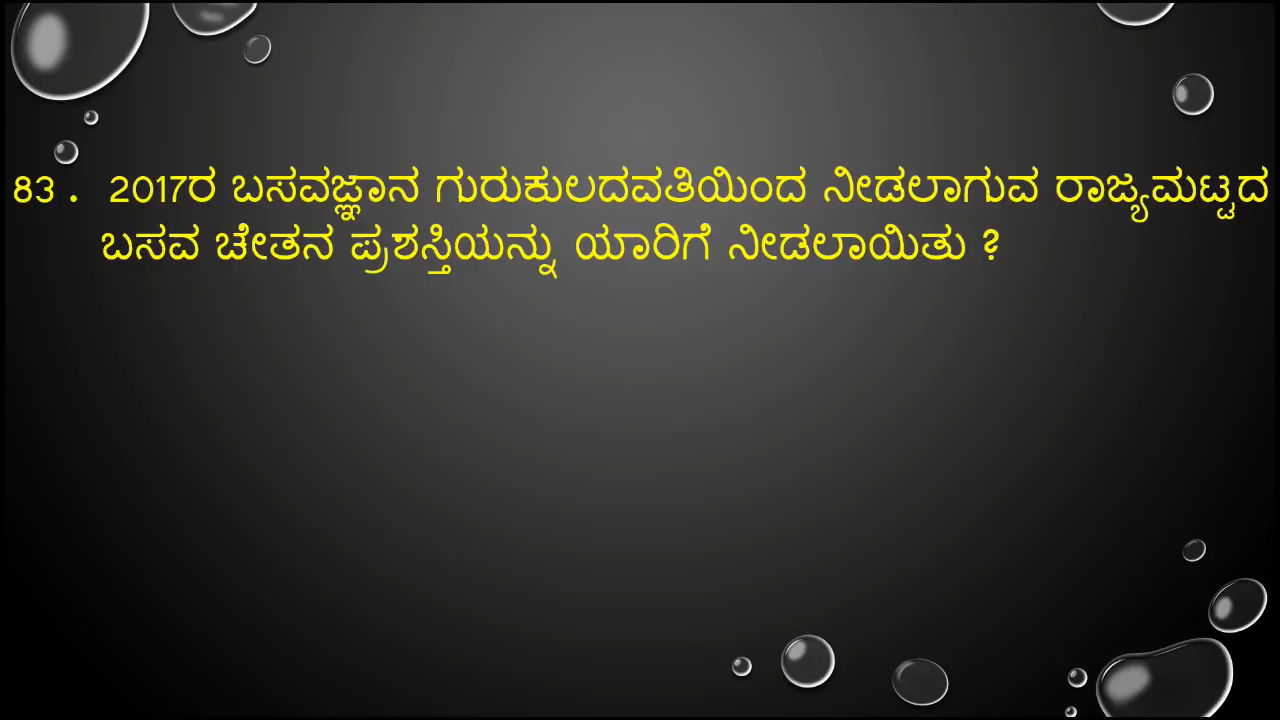 83 . 2017ರ ಬಸವಜ್ಞಾನ ಗುರುಕುಲದವತಿಯಿಂದ ನೀಡಲಾಗುವ ರಾಜ್ಯಮಟ್ಟದ
ಬಸವ ಚೇತನ ಪ್ರಶಸ್ತಿಯನ್ನು ಯಾರಿಗೆ ನೀಡಲಾಯಿತು ?